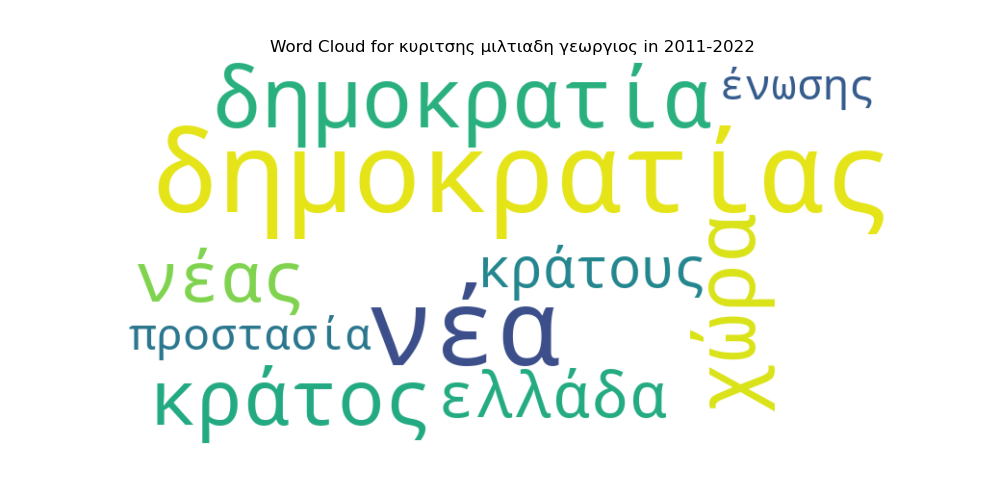 Word Cloud for κυριτσης μιλτιαδη γεωργιος in 2011-2022
δημοκρατία ένωσης
δημοκρατίας
νέας κράτους χώρα
προστασία νέα
κράτος ελλάδα